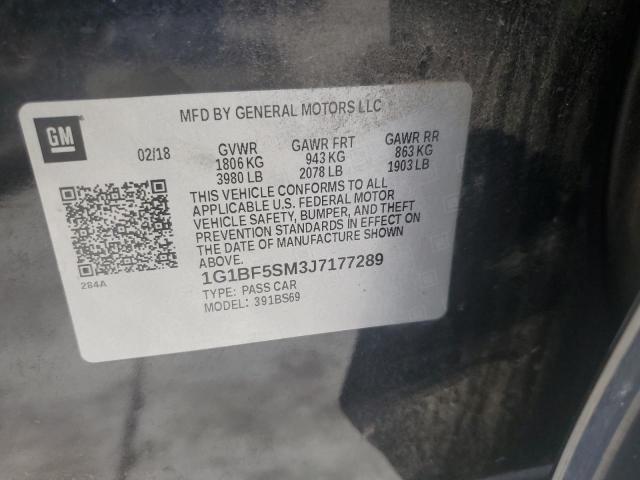 MFD BY GENERAL MOTORS LLC
GM
02/18
GVWR
1806 KG
3980 LB
GAWR FRT
943 KG
2078 LB
GAWR RR
863 KG
1903 LB
THIS VEHICLE CONFORMS TO ALL
APPLICABLE U.S. FEDERAL MOTOR
VEHICLE SAFETY, BUMPER, AND THEFT
PREVENTION STANDARDS IN EFFECT ON
THE DATE OF MANUFACTURE SHOWN
ABOVE.
284A
1G1BF5SM3J7177289
TYPE: PASS CAR
MODEL: 391BS69